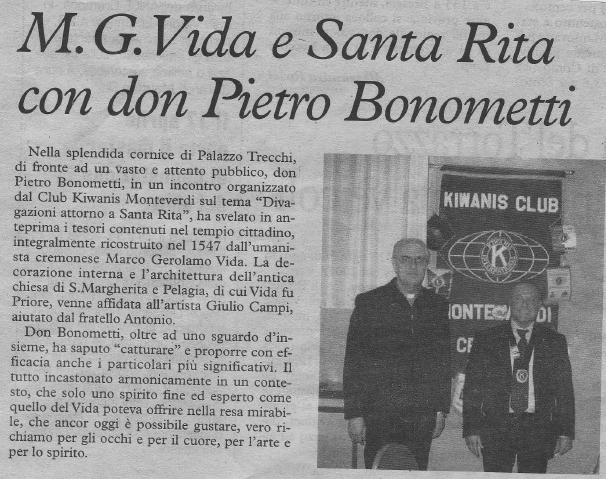 M.G.Vida e Santa Rita
con don Pietro Bonometti
Nella splendida cornice di Palazzo Trecchi,
di fronte ad un vasto e attento pubblico, don
Pietro Bonometti, in un incontro organizzato
dal Club Kiwanis Monteverdi sul tema “Diva-
gazioni attorno a Santa Rita”, ha svelato in an-
teprima i tesori contenuti nel tempio cittadino,
integralmente ricostruito nel 1547 dall'umani-
sta cremonese Marco Gerolamo Vida. La de-
corazione interna e l'architettura dell'antica
chiesa di S.Margherita e Pelagia, di cui Vida fu
Priore, venne affidata all'artista Giulio Campi,
aiutato dal fratello Antonio.
Don Bonometti, oltre ad uno sguardo d'in-
sieme, ha saputo “catturare” e proporre con ef-
ficacia anche i particolari più significativi. Il
tutto incastonato armonicamente in un conte-
sto, che solo uno spirito fine ed esperto come
quello del Vida poteva offrire nella resa mirabi-
le, che ancor oggi è possibile gustare, vero ri-
chiamo per gli occhi e per il cuore, per l'arte e
per lo spirito.
KIWANIS CLUB
K